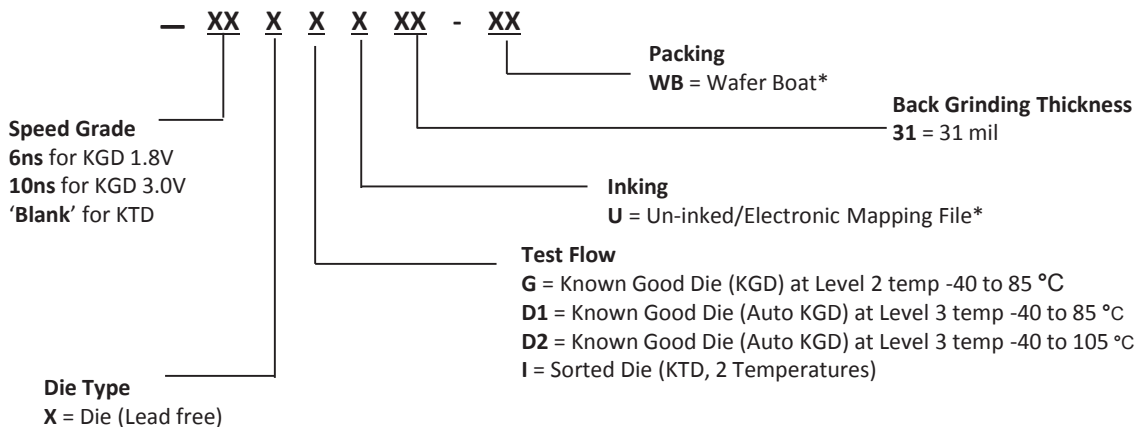 — XX X X X XX - XX
Packing
WB = Wafer Boat*
Back Grinding Thickness
31 = 31 mil
Speed Grade
6ns for KGD 1.8V
10ns for KGD 3.0V
‘Blank’ for KTD
Inking
U = Un-inked/Electronic Mapping File*
Test Flow
G = Known Good Die (KGD) at Level 2 temp -40 to 85 °C
D1 = Known Good Die (Auto KGD) at Level 3 temp -40 to 85 °C
D2 = Known Good Die (Auto KGD) at Level 3 temp -40 to 105 °C
I = Sorted Die (KTD, 2 Temperatures)
Die Type
X = Die (Lead free)